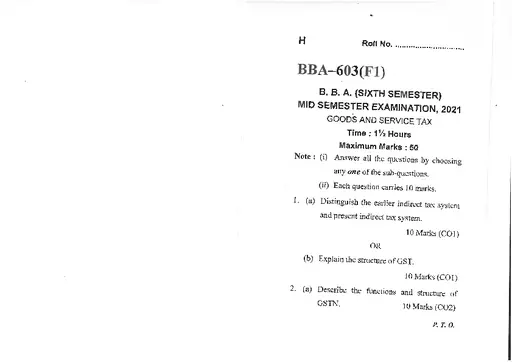 H
Roll No. ..............................
BBA–603(F1)
B. B. A. (SIXTH SEMESTER)
MID SEMESTER EXAMINATION, 2021
GOODS AND SERVICE TAX
Time : 1½ Hours
Maximum Marks : 50
Note : (i) Answer all the questions by choosing
any one of the sub-questions.
(ii) Each question carries 10 marks.
1. (a) Distinguish the earlier indirect tax system
and present indirect tax system.
10 Marks (CO1)
OR
(b) Explain the structure of GST.
10 Marks (CO1)
2. (a) Describe the functions and structure of
GSTN. 10 Marks (CO2)
P. T. O.